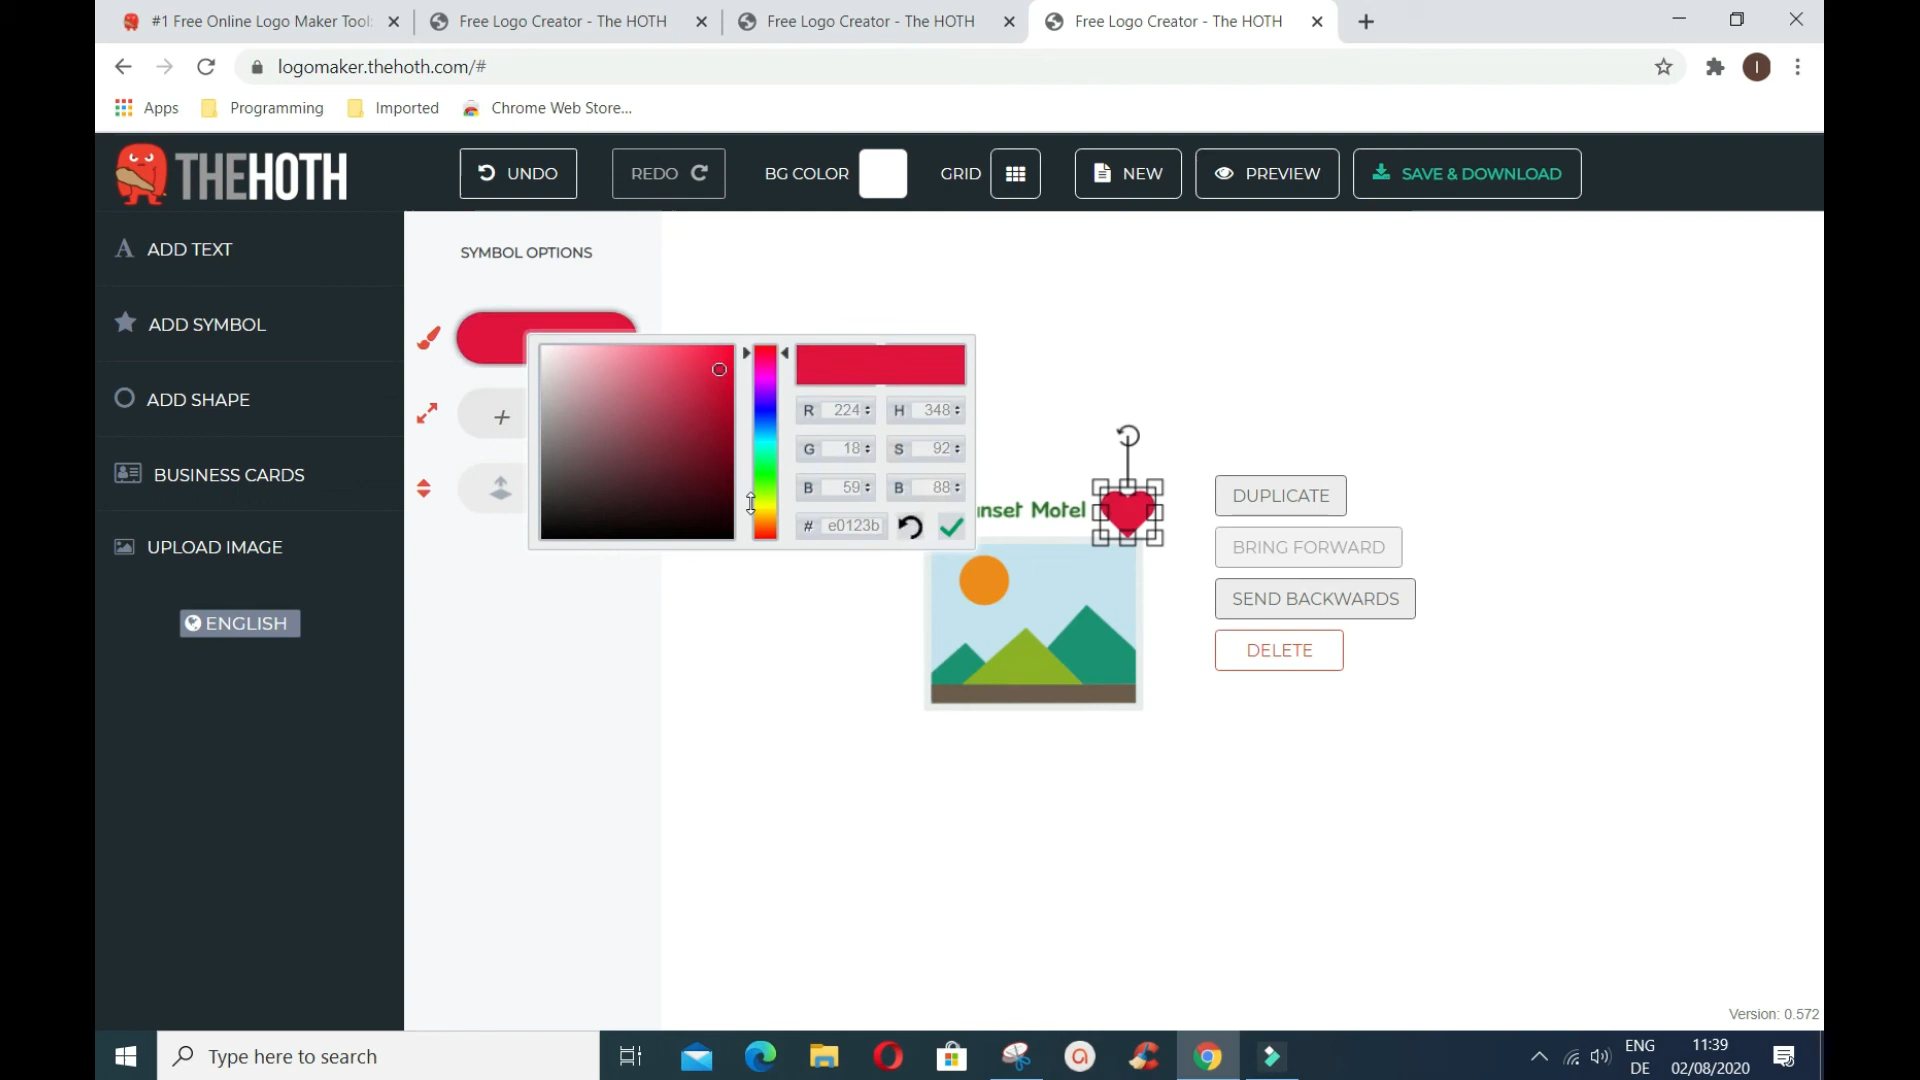 #1 Free Online Logo Maker Tool:
Free Logo Creator - The HOTH
Free Logo Creator - The HOTH
Free Logo Creator - The HOTH
logomaker.thehoth.com/#
I
Apps
Programming
Imported
Chrome Web Store...
THEHOTH
UNDO
REDO
BG COLOR
GRID
NEW
PREVIEW
SAVE & DOWNLOAD
ADD TEXT
ADD SYMBOL
ADD SHAPE
BUSINESS CARDS
UPLOAD IMAGE
ENGLISH
SYMBOL OPTIONS
R 224 H 348
G 18 S 92
B 59 B 88
# e0123b
nset Motel
DUPLICATE
BRING FORWARD
SEND BACKWARDS
DELETE
Version: 0.572
Type here to search
ENG
DE
11:39
02/08/2020